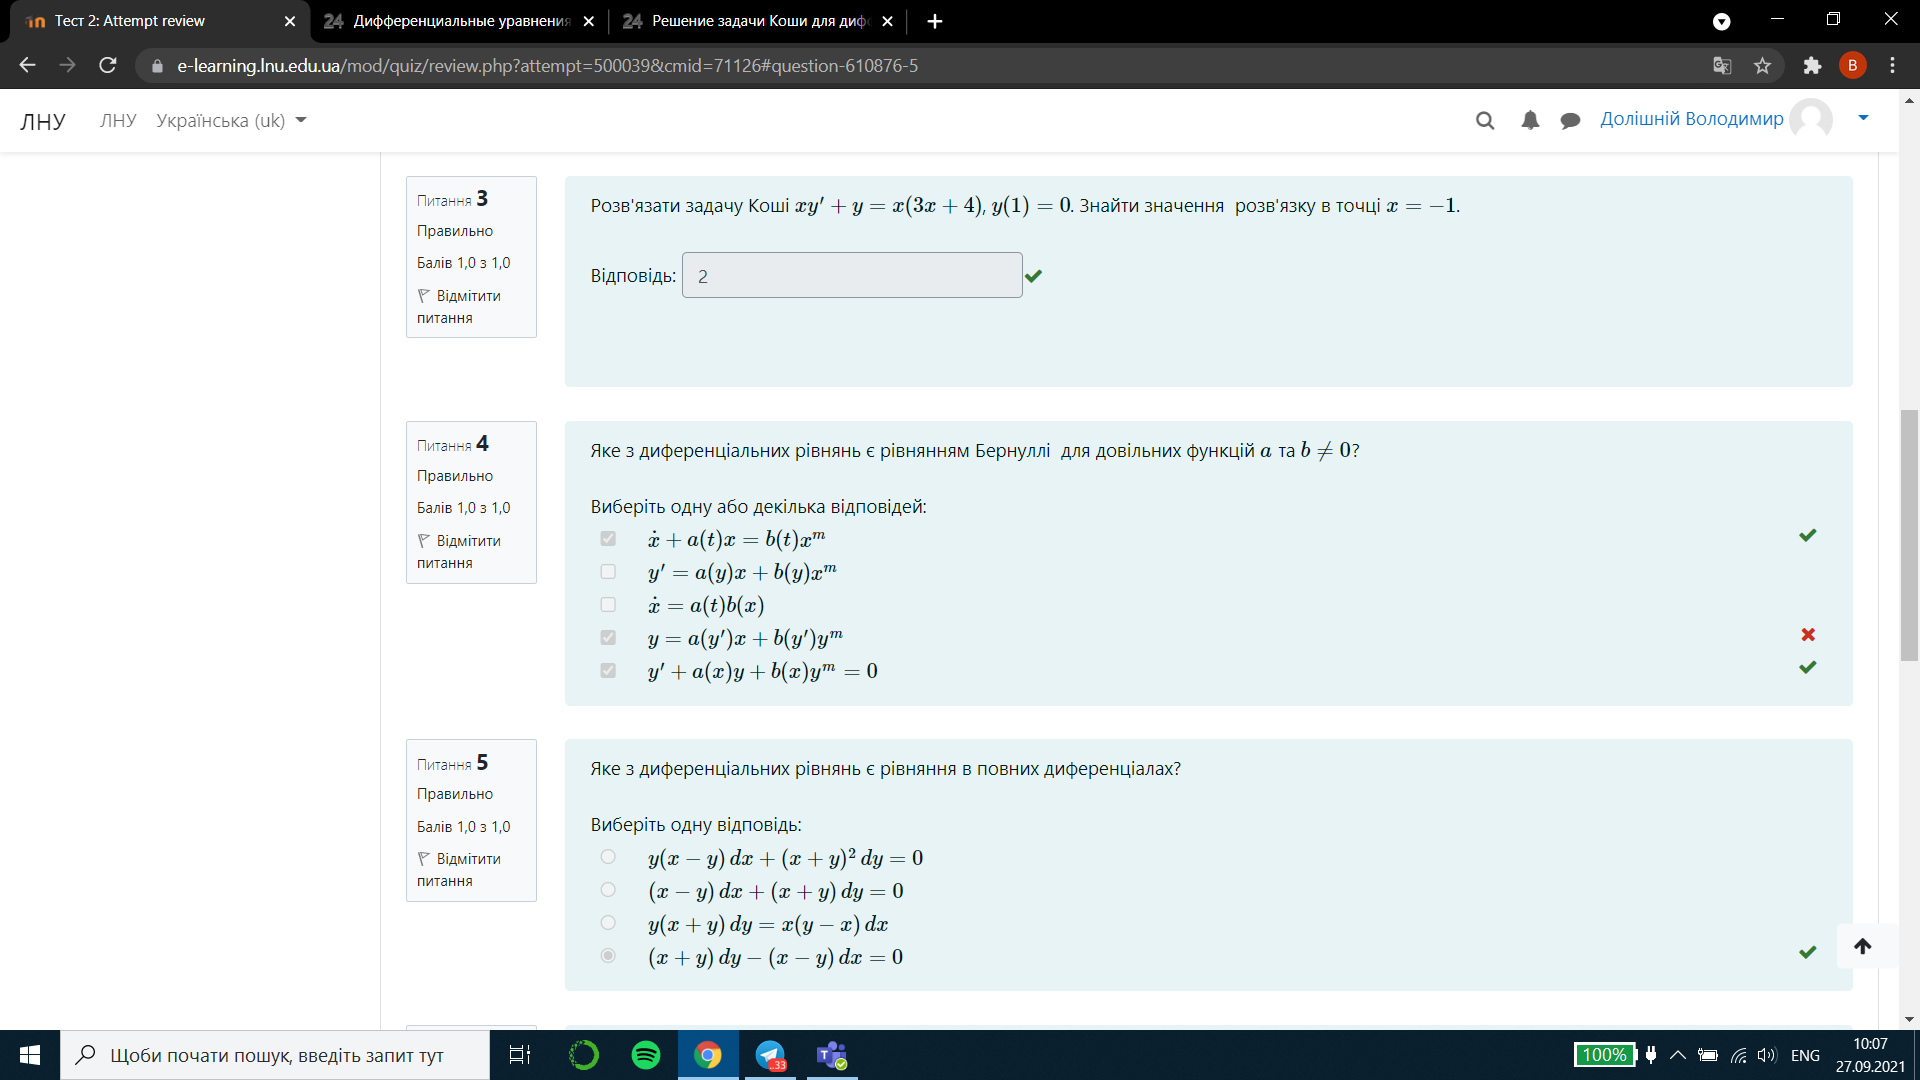 Тест 2: Attempt review
24 Дифференциальные уравнения
24 Решение задачи Коши для диф
e-learning.lnu.edu.ua/mod/quiz/review.php?attempt=500039&cmid=71126#question-610876-5
B
ЛНУ ЛНУ Українська (uk)
Долішній Володимир
Питання 3
Правильно
Балів 1,0 з 1,0
Відмітити
питання
Розв'язати задачу Коші xy′ + y = x(3x + 4), y(1) = 0. Знайти значення розв'язку в точці x = −1.
Відповідь: 2
Питання 4
Правильно
Балів 1,0 з 1,0
Відмітити
питання
Яке з диференціальних рівнянь є рівнянням Бернуллі для довільних функцій a та b ≠ 0?
Виберіть одну або декілька відповідей:
ẋ + a(t)x = b(t)xᵐ
y′ = a(y)x + b(y)xᵐ
ẋ = a(t)b(x)
y = a(y′)x + b(y′)yᵐ
y′ + a(x)y + b(x)yᵐ = 0
Питання 5
Правильно
Балів 1,0 з 1,0
Відмітити
питання
Яке з диференціальних рівнянь є рівняння в повних диференціалах?
Виберіть одну відповідь:
y(x − y) dx + (x + y)² dy = 0
(x − y) dx + (x + y) dy = 0
y(x + y) dy = x(y − x) dx
(x + y) dy − (x − y) dx = 0
Щоби почати пошук, введіть запит тут
..33
100%
ENG
10:07
27.09.2021